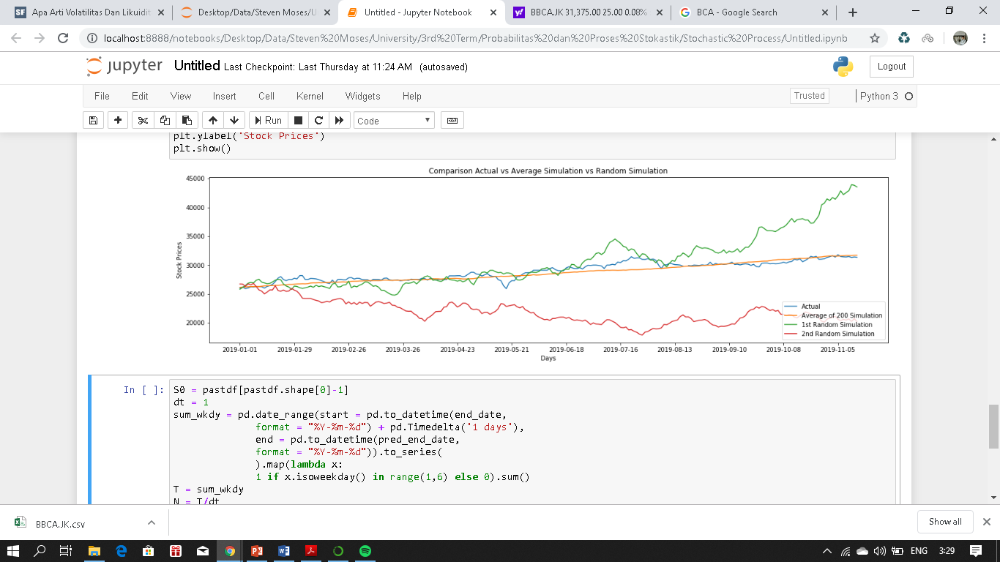 Apa Arti Volatilitas Dan Likuidit
Desktop/Data/Steven Moses/U
Untitled - Jupyter Notebook
BBCA.JK 31,375.00 25.00 0.08%
BCA - Google Search
localhost:8888/notebooks/Desktop/Data/Steven%20Moses/University/3rd%20Term/Probabilitas%20dan%20Proses%20Stokastik/Stochastic%20Process/Untitled.ipynb
jupyter Untitled Last Checkpoint: Last Thursday at 11:24 AM (autosaved)
Logout
File Edit View Insert Cell Kernel Widgets Help
Trusted Python 3
Run Code
plt.ylabel('Stock Prices')
plt.show()
Comparison Actual vs Average Simulation vs Random Simulation
45000
40000
35000
30000
25000
20000
Stock Prices
Actual
Average of 200 Simulation
1st Random Simulation
2nd Random Simulation
2019-01-01 2019-01-29 2019-02-26 2019-03-26 2019-04-23 2019-05-21 2019-06-18 2019-07-16 2019-08-13 2019-09-10 2019-10-08 2019-11-05
Days
In [ ]: S0 = pastdf[pastdf.shape[0]-1]
dt = 1
sum_wkdy = pd.date_range(start = pd.to_datetime(end_date,
format = "%Y-%m-%d") + pd.Timedelta('1 days'),
end = pd.to_datetime(pred_end_date,
format = "%Y-%m-%d")).to_series(
).map(lambda x:
1 if x.isoweekday() in range(1,6) else 0).sum()
T = sum_wkdy
N = T/dt
BBCA.JK.csv
Show all
ENG 3:29